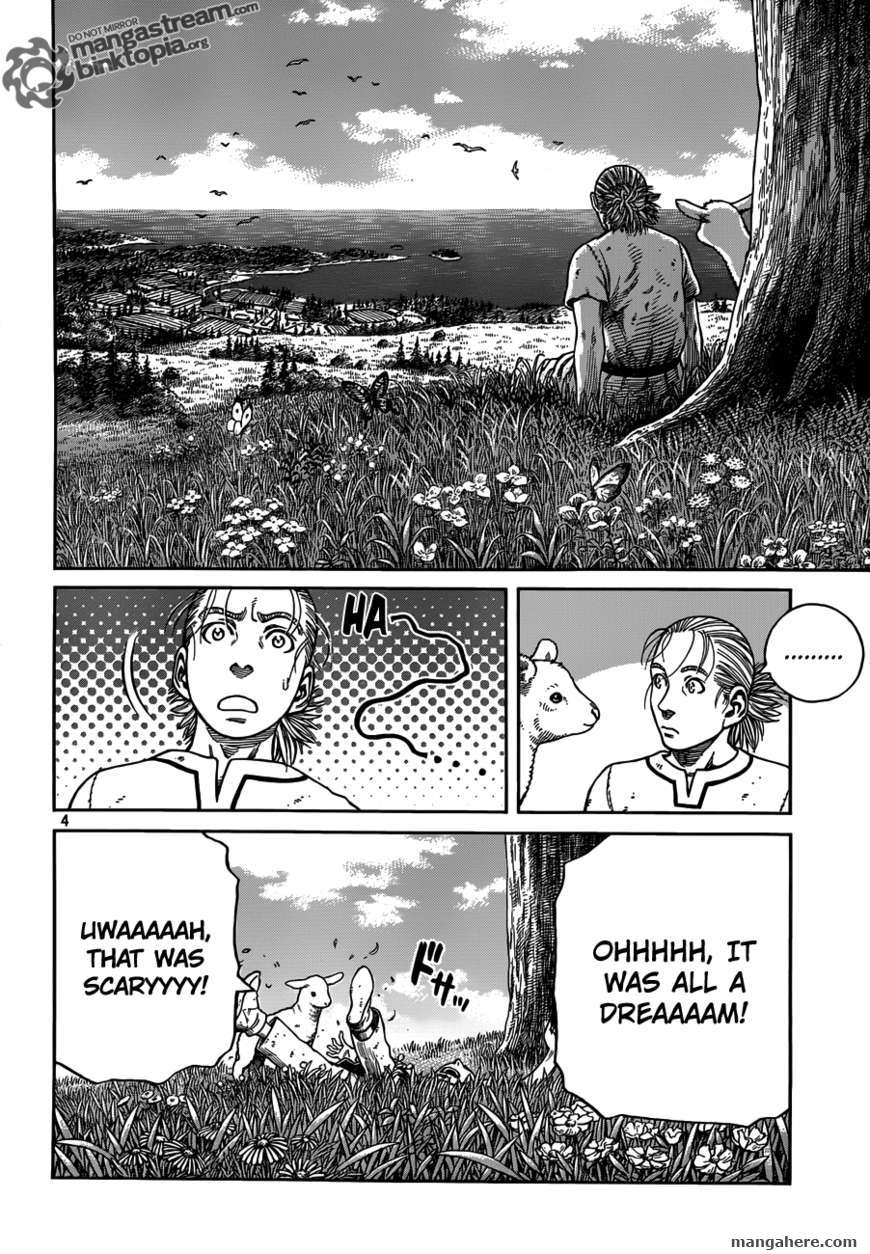 DO NOT MIRROR
mangastream.com
binktopia.org
.........
HA
4
OHHHHH, IT
WAS ALL A
DREAAAAM!
ドサ...
UWAAAAAH,
THAT WAS
SCARYYYY!
mangahere.com